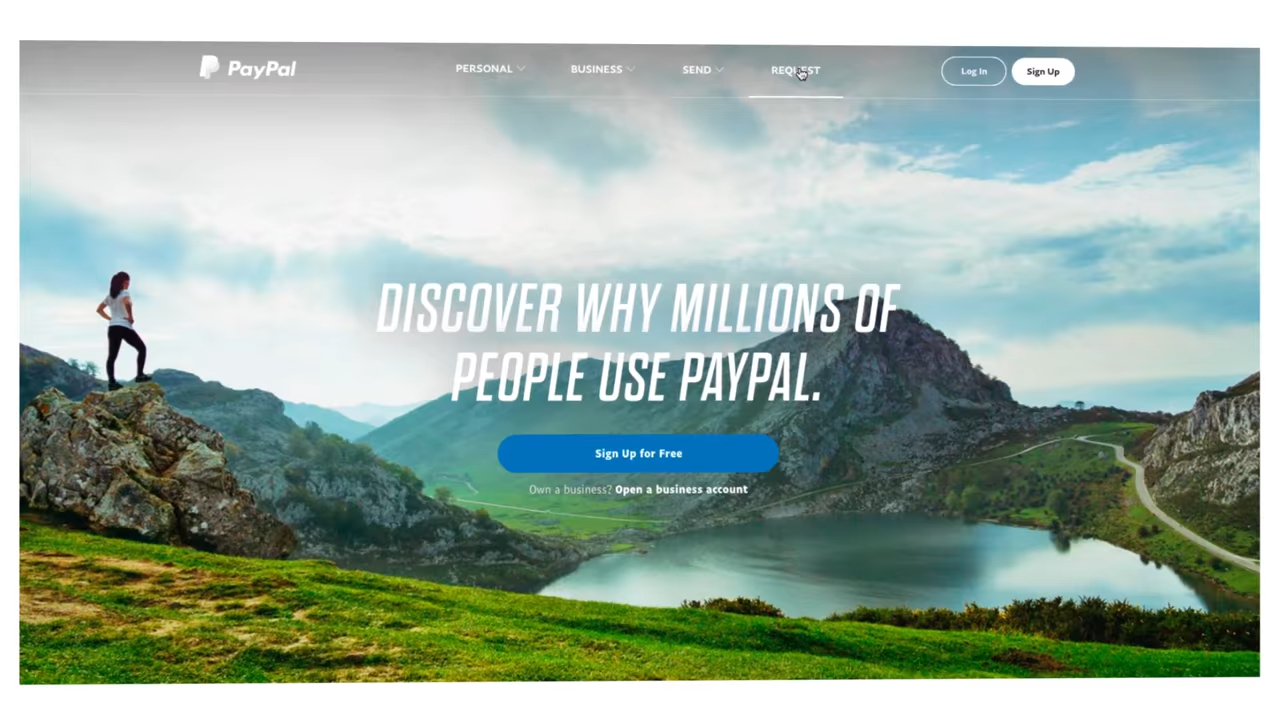 PayPal PERSONAL BUSINESS SEND REQUEST Log In Sign Up
DISCOVER WHY MILLIONS OF
PEOPLE USE PAYPAL.
Sign Up for Free
Own a business? Open a business account